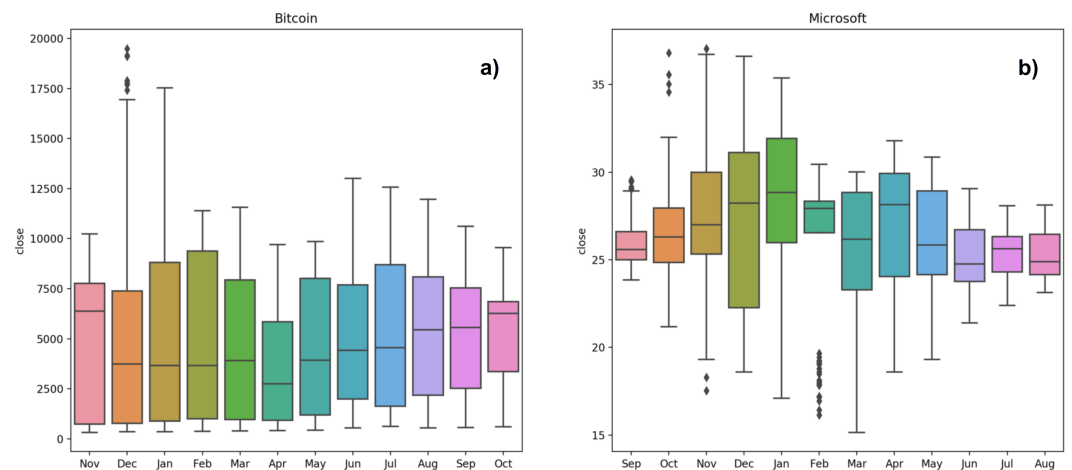 Bitcoin
a)
close
20000
17500
15000
12500
10000
7500
5000
2500
0
Nov Dec Jan Feb Mar Apr May Jun Jul Aug Sep Oct
Microsoft
b)
close
35
30
25
20
15
Sep Oct Nov Dec Jan Feb Mar Apr May Jun Jul Aug